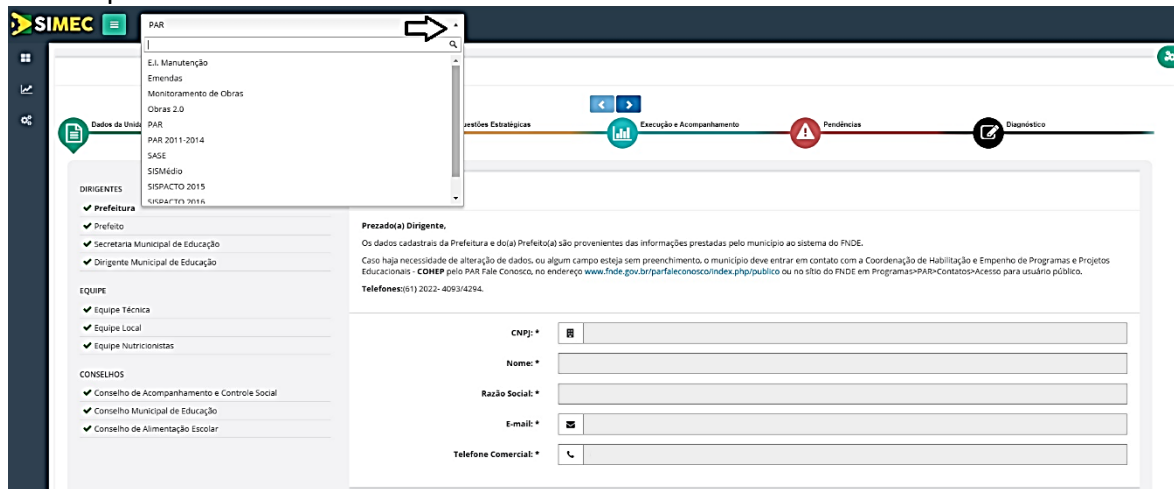 SIMEC
PAR
E.I. Manutenção
Emendas
Monitoramento de Obras
Obras 2.0
PAR
PAR 2011-2014
SASE
SISMédio
SISPACTO 2015
SISPACTO 2016
Dados da Unid
uestões Estratégicas
Execução e Acompanhamento
Pendências
Diagnóstico
DIRIGENTES
Prefeitura
Prefeito
Secretaria Municipal de Educação
Dirigente Municipal de Educação
EQUIPE
Equipe Técnica
Equipe Local
Equipe Nutricionistas
CONSELHOS
Conselho de Acompanhamento e Controle Social
Conselho Municipal de Educação
Conselho de Alimentação Escolar
Prezado(a) Dirigente,
Os dados cadastrais da Prefeitura e do(a) Prefeito(a) são provenientes das informações prestadas pelo município ao sistema do FNDE.
Caso haja necessidade de alteração de dados, ou algum campo esteja sem preenchimento, o município deve entrar em contato com a Coordenação de Habilitação e Empenho de Programas e Projetos
Educacionais - COHEP pelo PAR Fale Conosco, no endereço www.fnde.gov.br/parfaleconosco/index.php/publico ou no sítio do FNDE em Programas>PAR>Contatos>Acesso para usuário público.
Telefones:(61) 2022- 4093/4294.
CNPJ: *
Nome: *
Razão Social: *
E-mail: *
Telefone Comercial: *